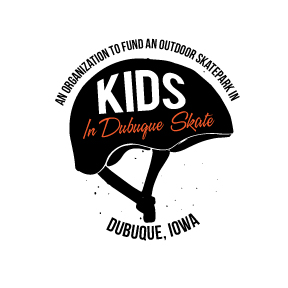 AN ORGANIZATION TO FUND AN OUTDOOR SKATEPARK IN
KIDS
In Dubuque Skate
DUBUQUE, IOWA